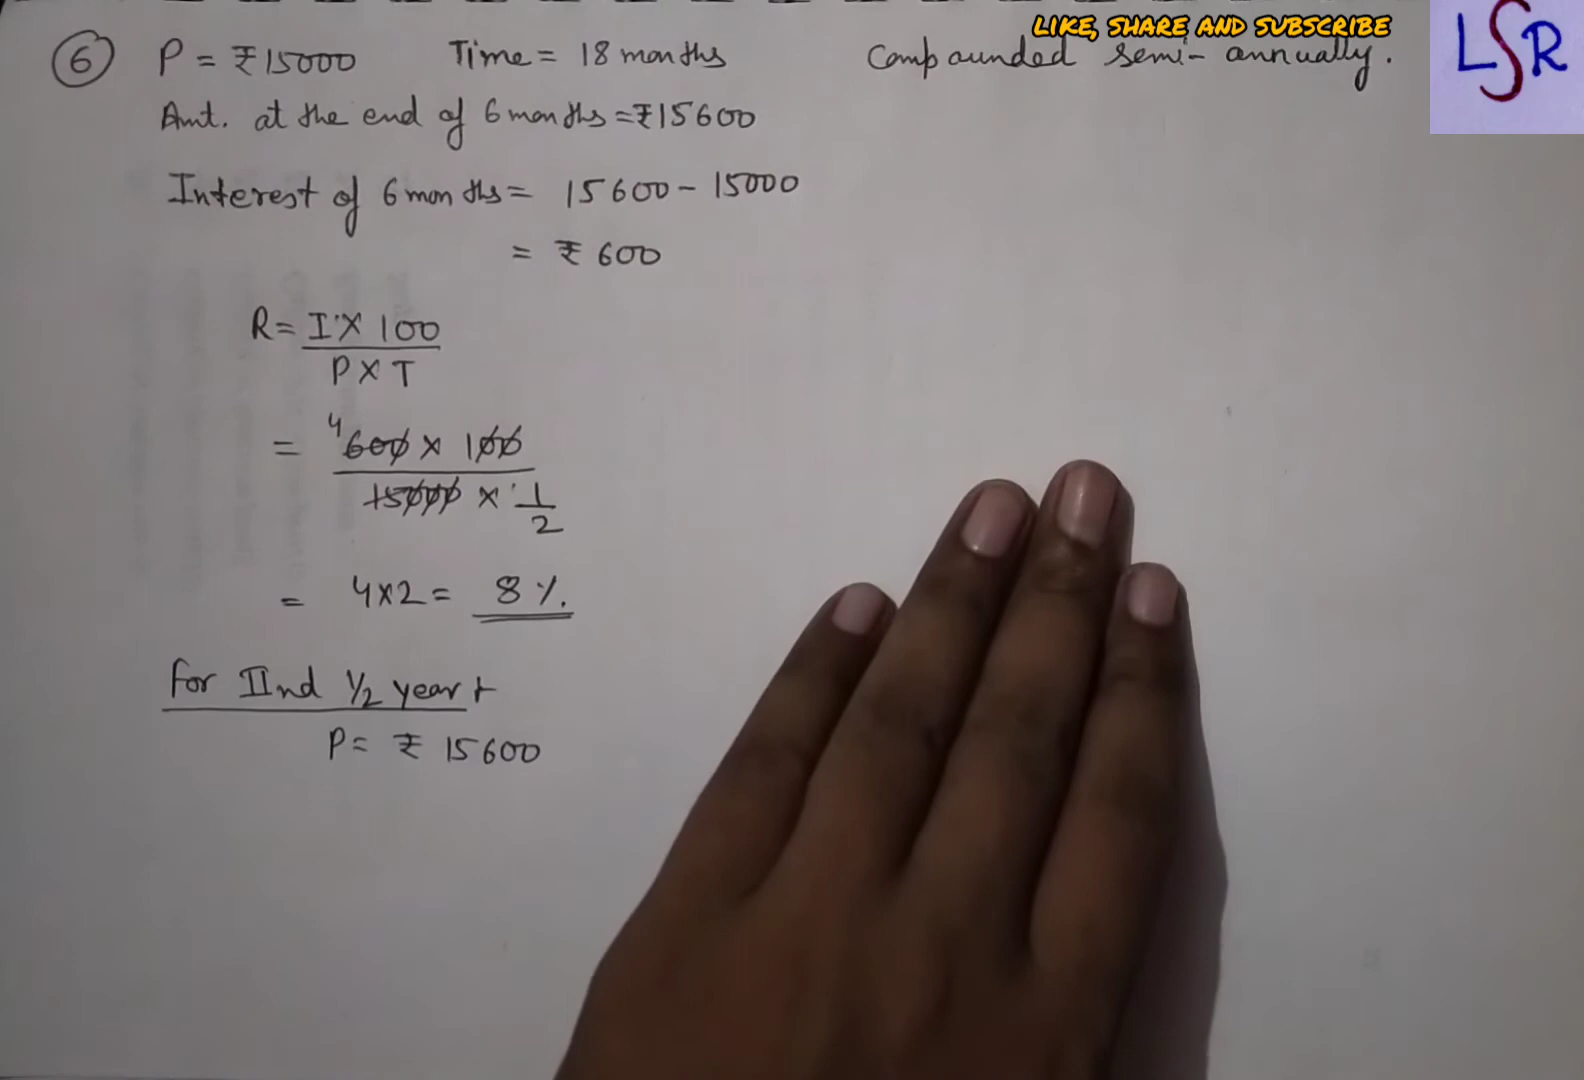 LIKE, SHARE AND SUBSCRIBE
LSR
6 P = ₹15000 Time = 18 months Compounded semi-annually.
Amt. at the end of 6 months = ₹15600
Interest of 6 months = 15600 - 15000
= ₹ 600
R = I × 100
P × T
= 4 600 × 100
15000 × 1
2
= 4×2 = 8 %.
for IInd 1/2 year
P = ₹ 15600